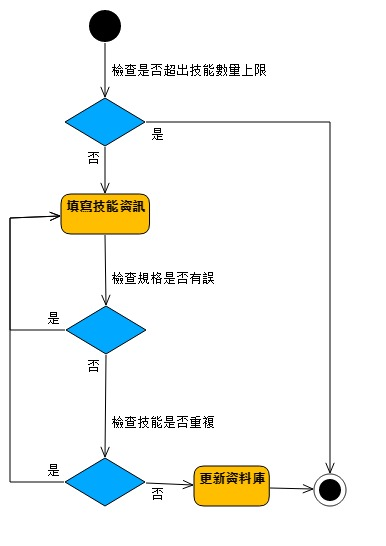 檢查是否超出技能數量上限
是
否
填寫技能資訊
檢查規格是否有誤
是
否
檢查技能是否重複
是
否
更新資料庫